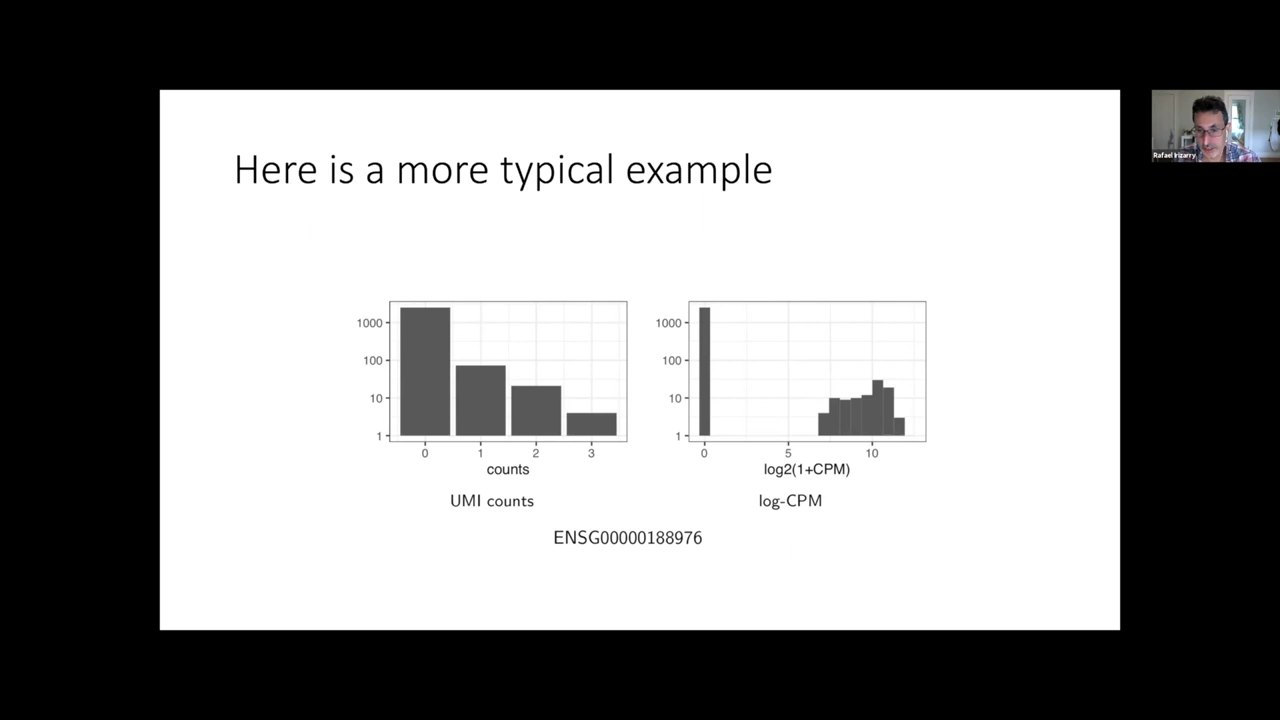 Here is a more typical example
Rafael Irizarry
1000
100
10
1
0 1 2 3
counts
UMI counts
1000
100
10
1
0 5 10
log2(1+CPM)
log-CPM
ENSG00000188976